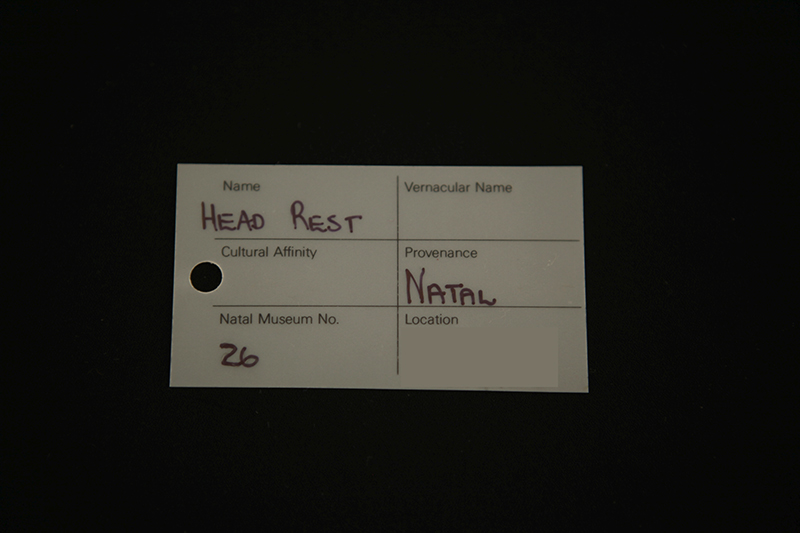 Name
Vernacular Name
HEAD REST
Cultural Affinity
Provenance
NATAL
Natal Museum No.
Location
26